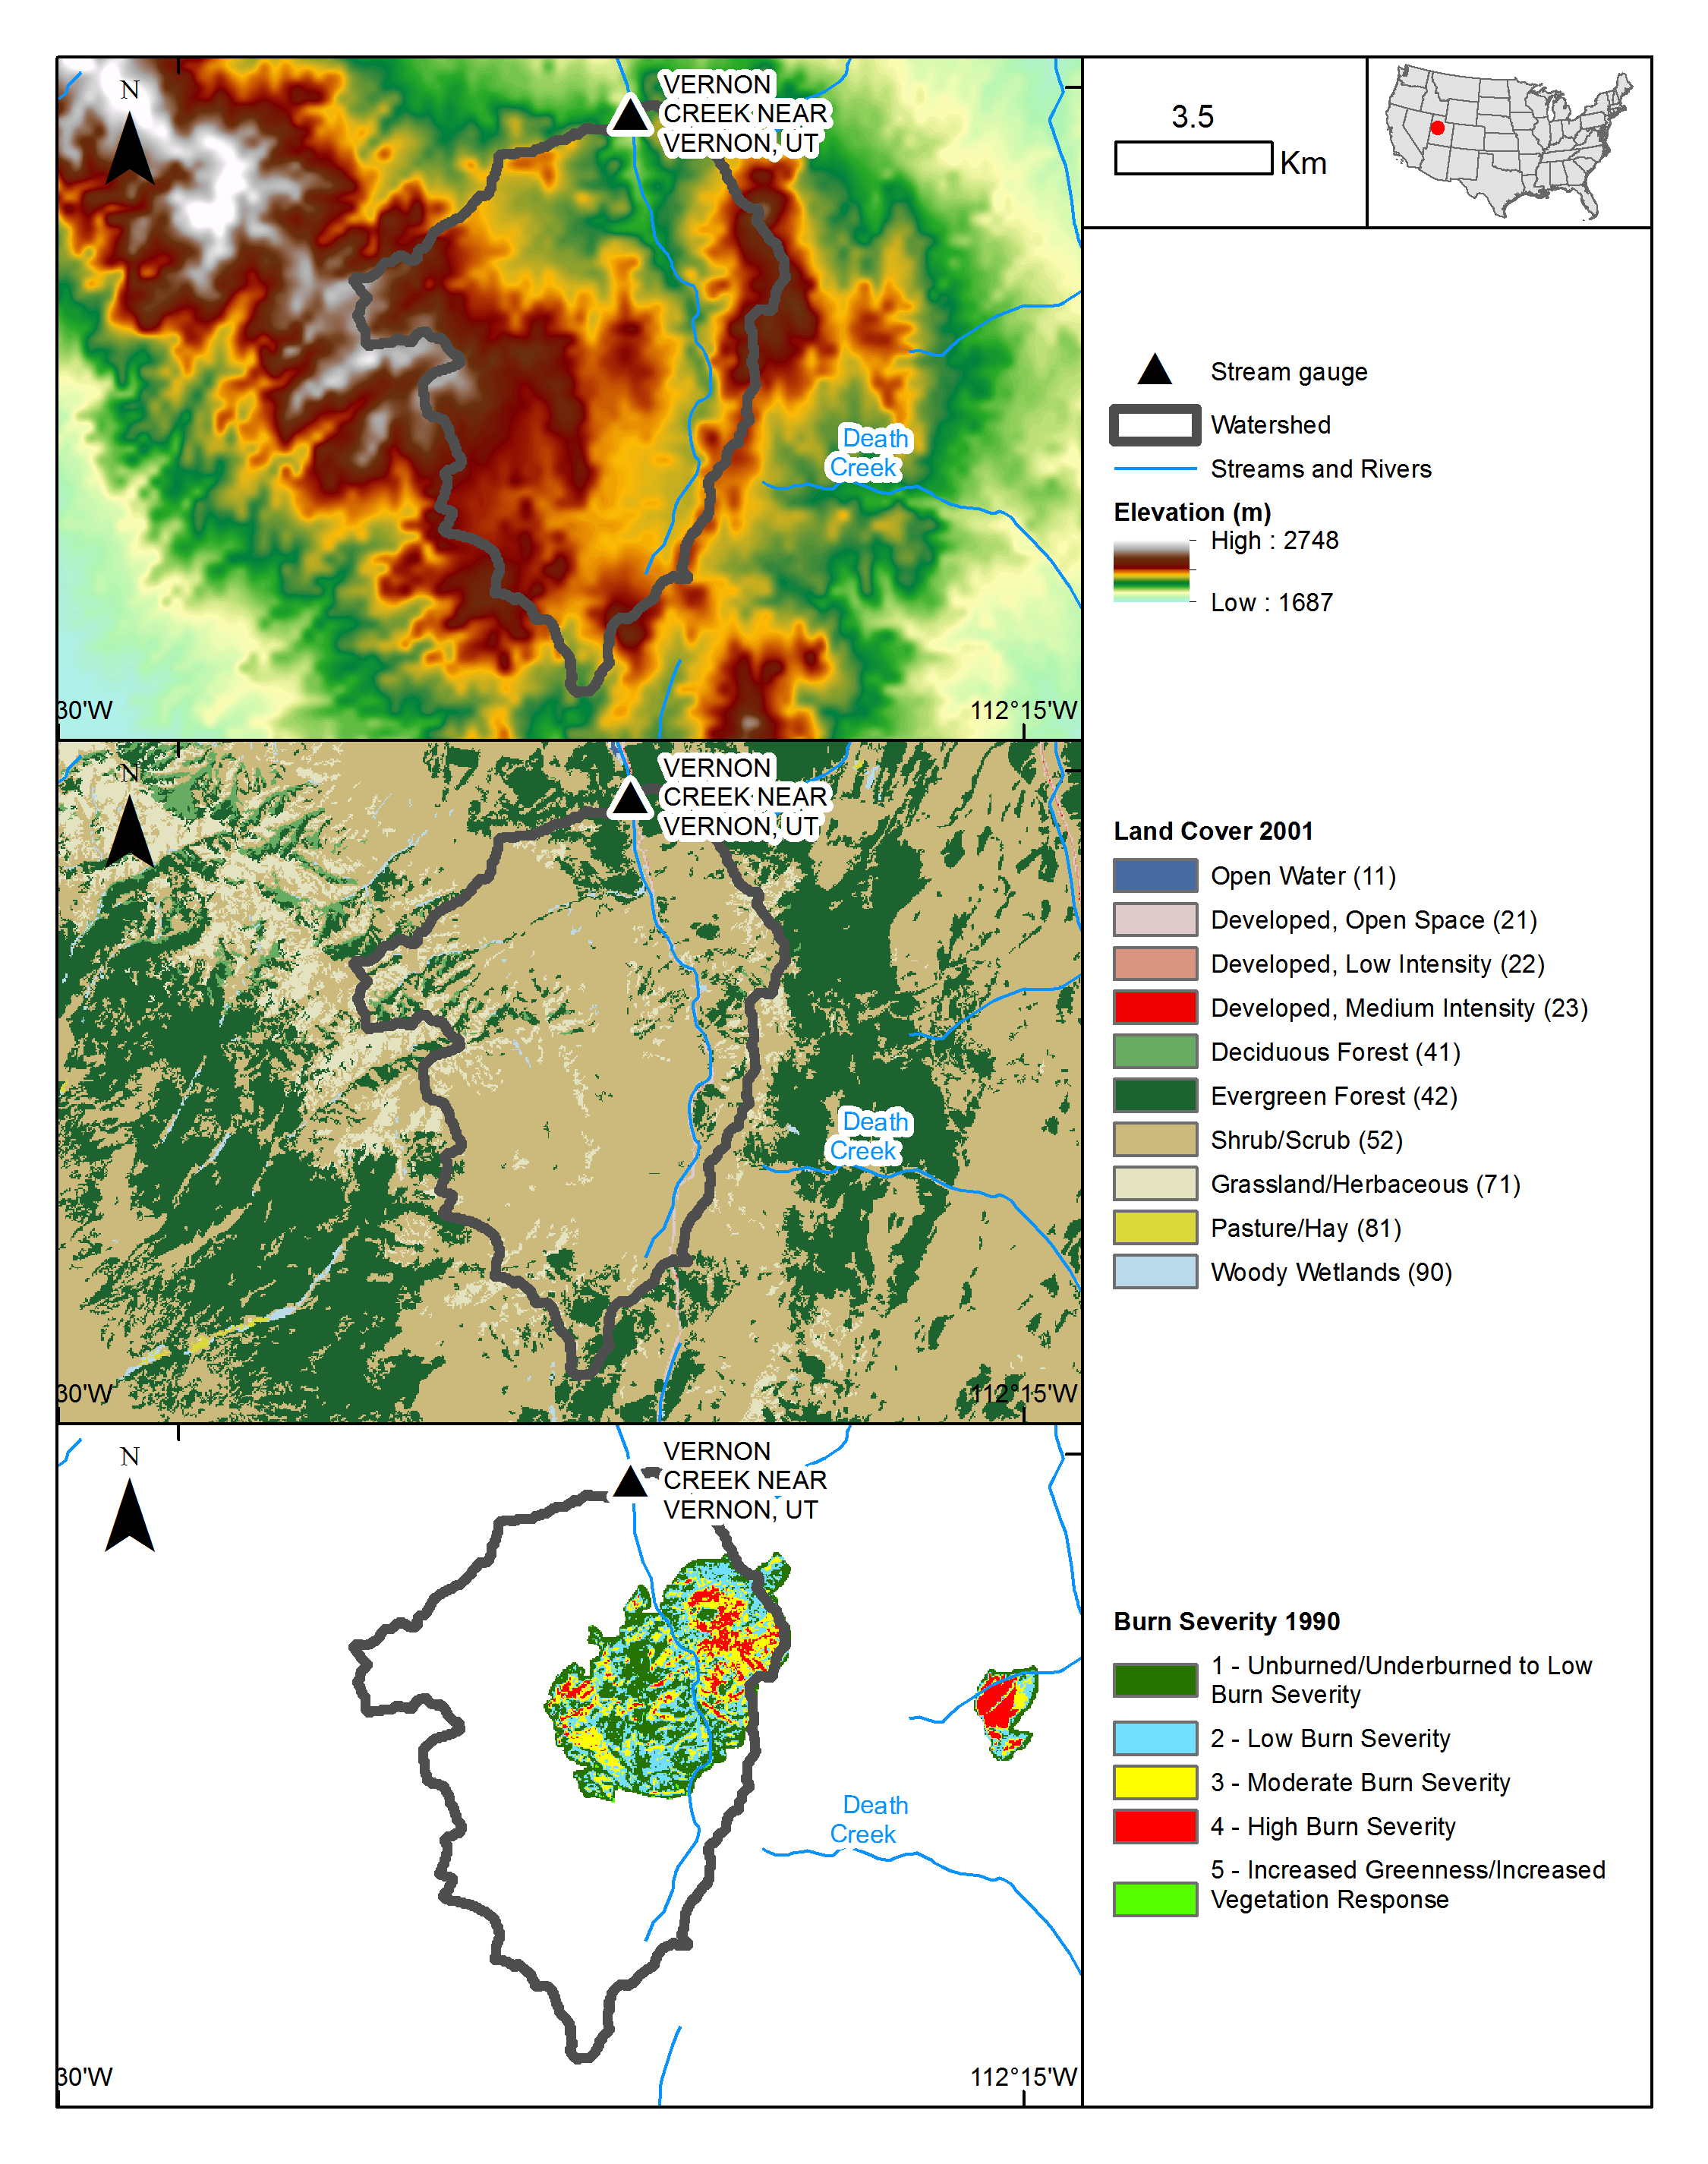 N
VERNON
CREEK NEAR
VERNON, UT
Death
Creek
30'W
112°15'W
N
VERNON
CREEK NEAR
VERNON, UT
Death
Creek
30'W
112°15'W
N
VERNON
CREEK NEAR
VERNON, UT
Death
Creek
30'W
112°15'W
3.5
Km
Stream gauge
Watershed
Streams and Rivers
Elevation (m)
High : 2748
Low : 1687
Land Cover 2001
Open Water (11)
Developed, Open Space (21)
Developed, Low Intensity (22)
Developed, Medium Intensity (23)
Deciduous Forest (41)
Evergreen Forest (42)
Shrub/Scrub (52)
Grassland/Herbaceous (71)
Pasture/Hay (81)
Woody Wetlands (90)
Burn Severity 1990
1 - Unburned/Underburned to Low
Burn Severity
2 - Low Burn Severity
3 - Moderate Burn Severity
4 - High Burn Severity
5 - Increased Greenness/Increased
Vegetation Response